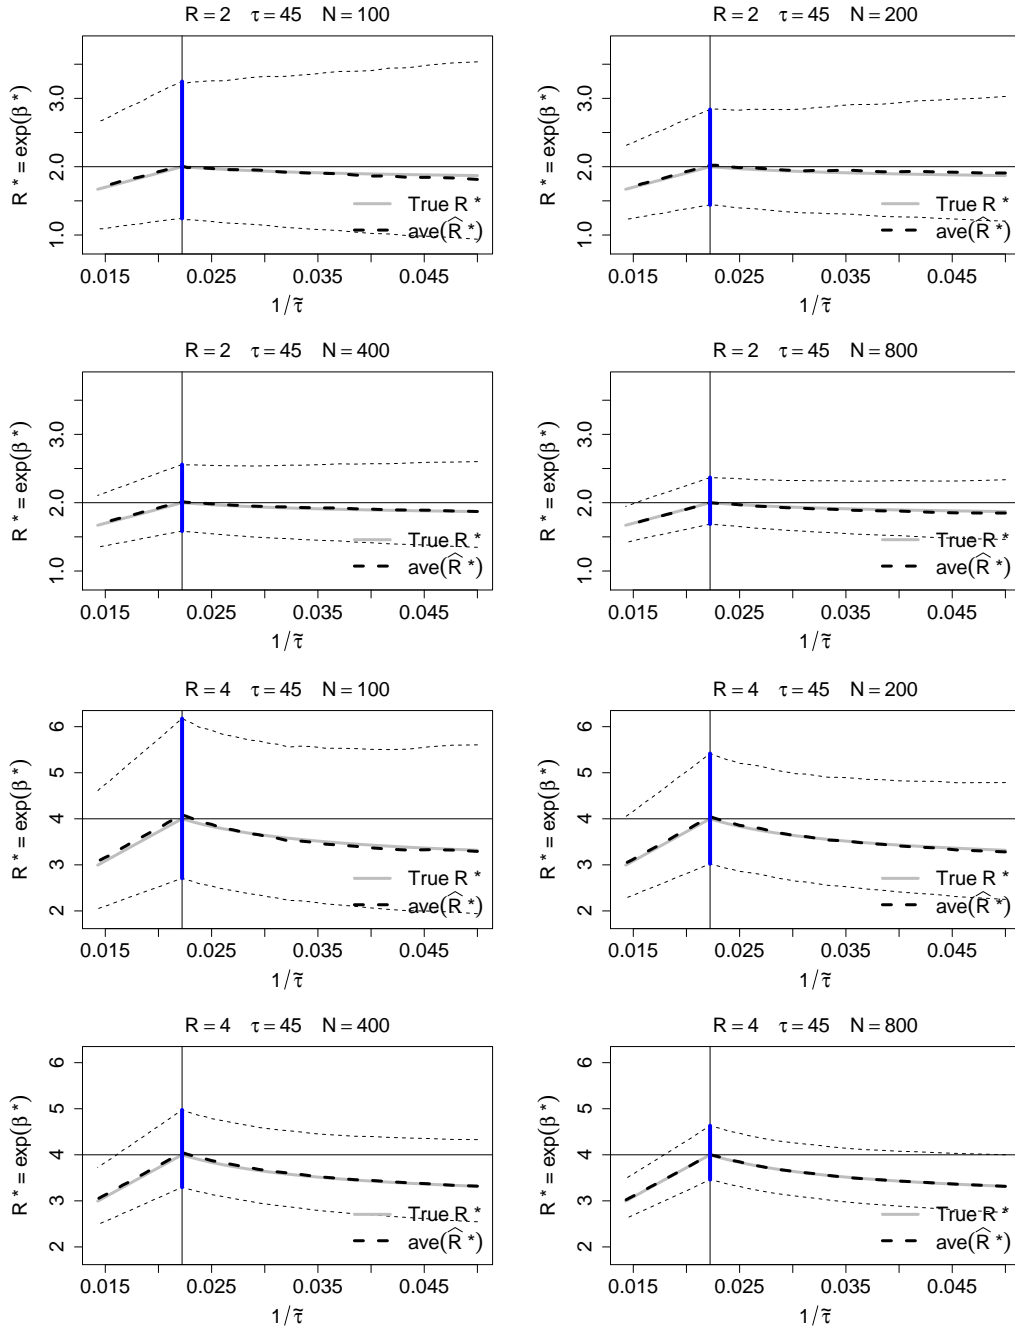 R = 2 τ = 45 N = 100
R * = exp(β *)
1.0 2.0 3.0
True R *
ave(R̂ *)
0.015 0.025 0.035 0.045
1/τ̃
R = 2 τ = 45 N = 200
R * = exp(β *)
1.0 2.0 3.0
True R *
ave(R̂ *)
0.015 0.025 0.035 0.045
1/τ̃
R = 2 τ = 45 N = 400
R * = exp(β *)
1.0 2.0 3.0
True R *
ave(R̂ *)
0.015 0.025 0.035 0.045
1/τ̃
R = 2 τ = 45 N = 800
R * = exp(β *)
1.0 2.0 3.0
True R *
ave(R̂ *)
0.015 0.025 0.035 0.045
1/τ̃
R = 4 τ = 45 N = 100
R * = exp(β *)
2 3 4 5 6
True R *
ave(R̂ *)
0.015 0.025 0.035 0.045
1/τ̃
R = 4 τ = 45 N = 200
R * = exp(β *)
2 3 4 5 6
True R *
ave(R̂ *)
0.015 0.025 0.035 0.045
1/τ̃
R = 4 τ = 45 N = 400
R * = exp(β *)
2 3 4 5 6
True R *
ave(R̂ *)
0.015 0.025 0.035 0.045
1/τ̃
R = 4 τ = 45 N = 800
R * = exp(β *)
2 3 4 5 6
True R *
ave(R̂ *)
0.015 0.025 0.035 0.045
1/τ̃